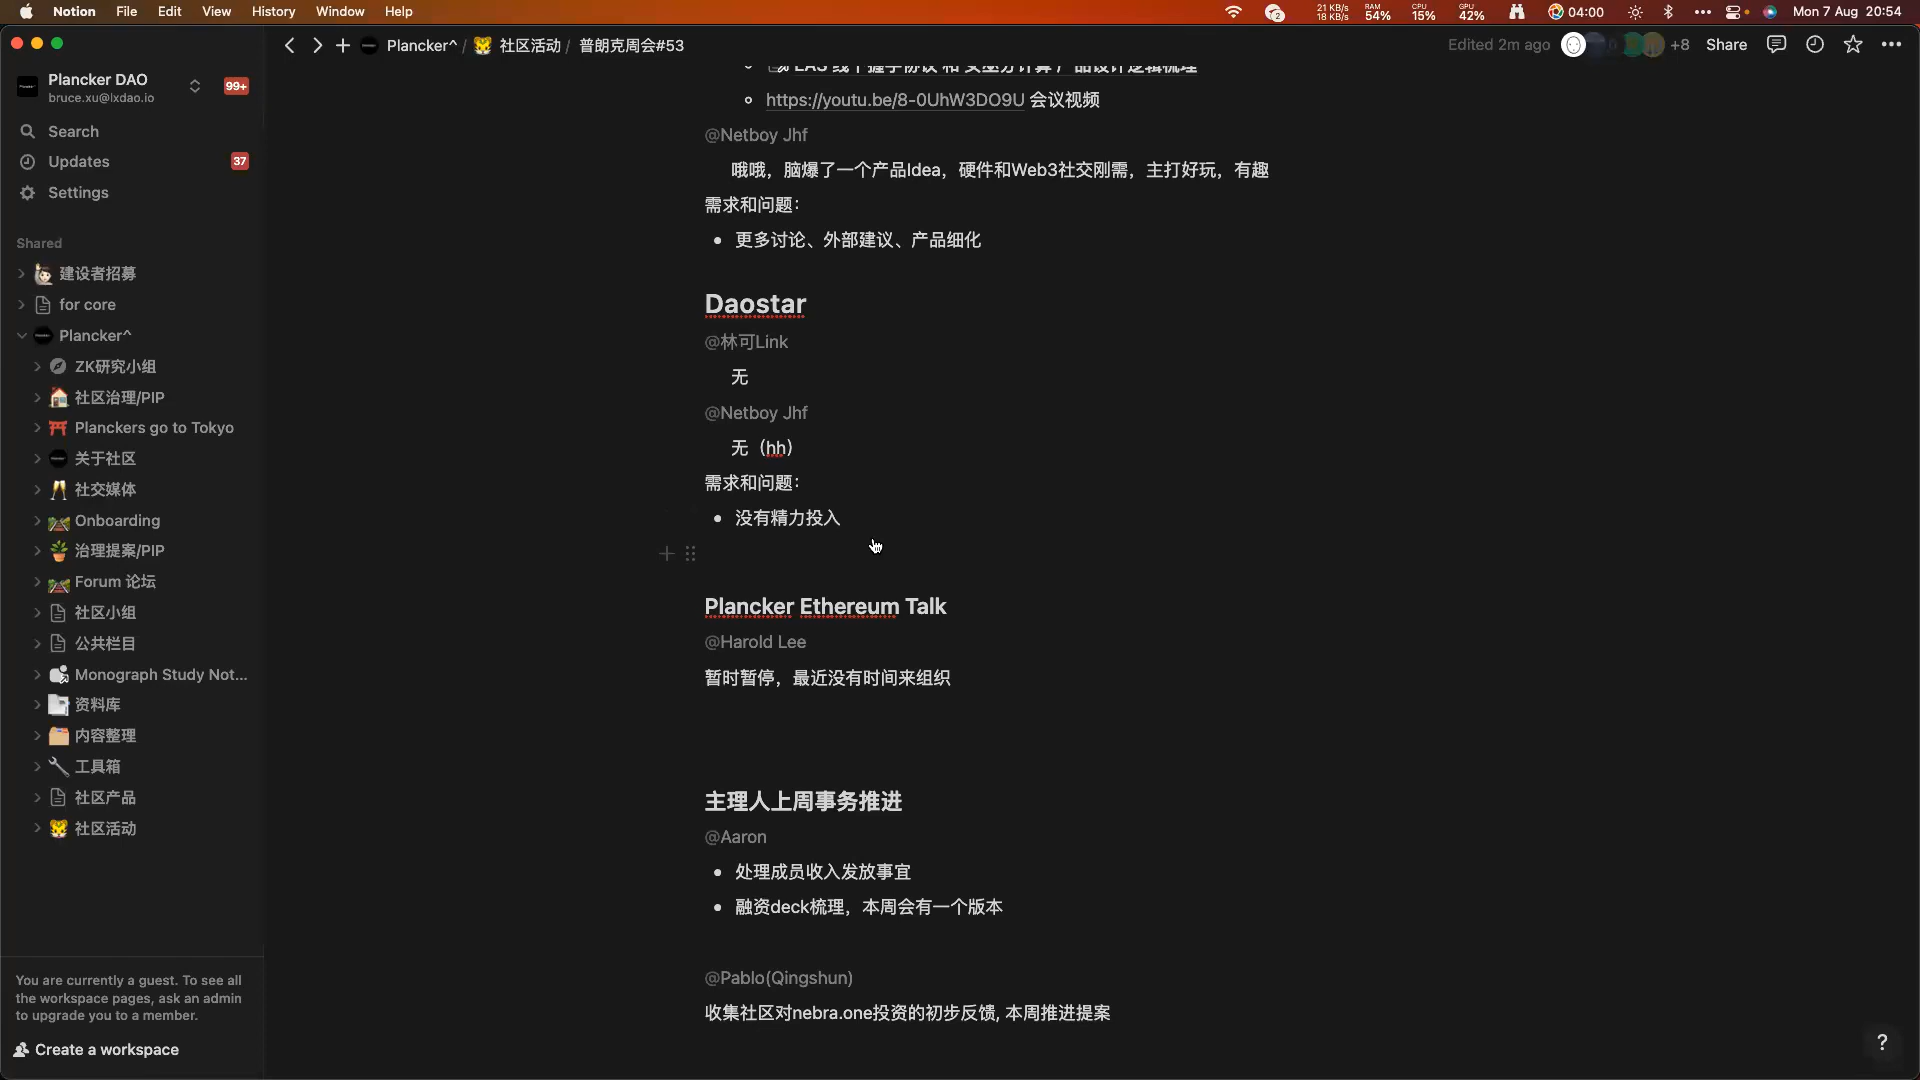 Notion File Edit View History Window Help
21 KB/s
18 KB/s
RAM
54%
CPU
15%
GPU
42%
04:00
Mon 7 Aug 20:54
Plancker^ / 社区活动 / 普朗克周会#53
Edited 2m ago
+8
Share
Plancker DAO
bruce.xu@lxdao.io
99+
Search
Updates
37
Settings
Shared
建设者招募
for core
Plancker^
ZK研究小组
社区治理/PIP
Planckers go to Tokyo
关于社区
社交媒体
Onboarding
治理提案/PIP
Forum 论坛
社区小组
公共栏目
Monograph Study Not...
资料库
内容整理
工具箱
社区产品
社区活动
You are currently a guest. To see all
the workspace pages, ask an admin
to upgrade you to a member.
Create a workspace
https://youtu.be/8-0UhW3DO9U 会议视频
@Netboy Jhf
哦哦，脑爆了一个产品Idea，硬件和Web3社交刚需，主打好玩，有趣
需求和问题：
更多讨论、外部建议、产品细化
Daostar
@林可Link
无
@Netboy Jhf
无（hh）
需求和问题：
没有精力投入
Plancker Ethereum Talk
@Harold Lee
暂时暂停，最近没有时间来组织
主理人上周事务推进
@Aaron
处理成员收入发放事宜
融资deck梳理，本周会有一个版本
@Pablo(Qingshun)
收集社区对nebra.one投资的初步反馈, 本周推进提案
?